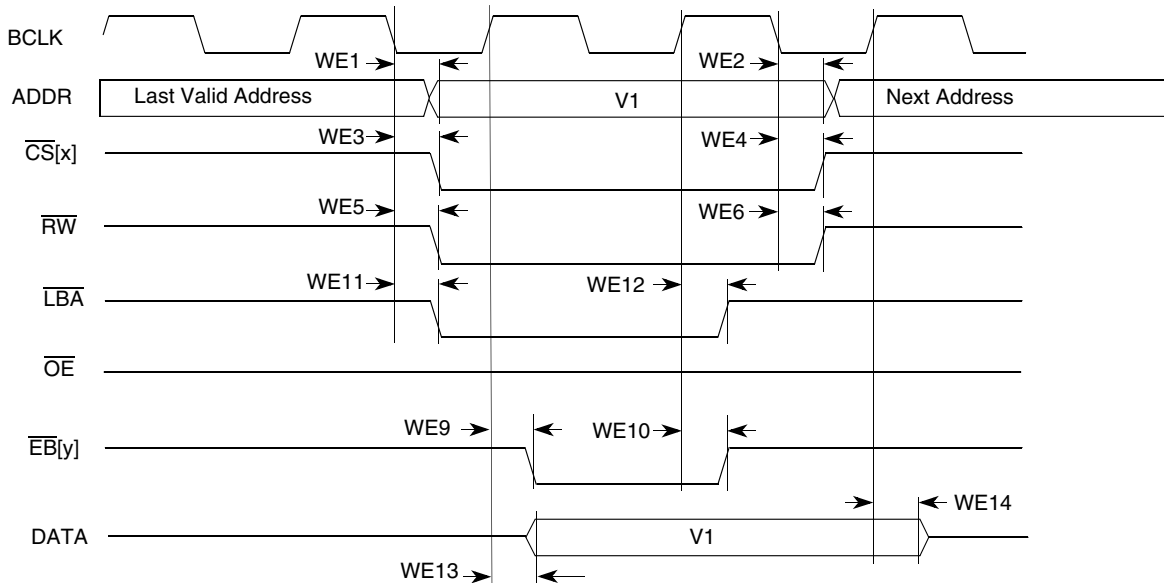 BCLK
WE1
WE2
ADDR
Last Valid Address
V1
Next Address
WE3
WE4
CS[x]
WE5
WE6
RW
WE11
WE12
LBA
OE
WE9
WE10
EB[y]
WE14
DATA
V1
WE13